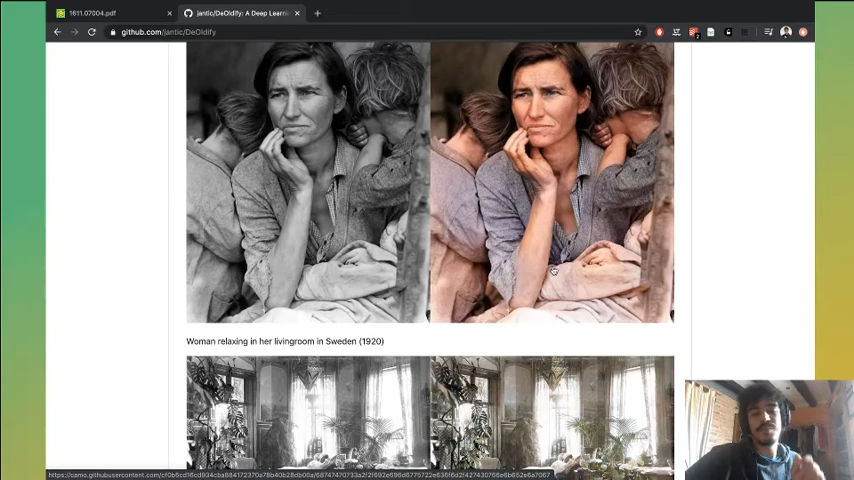 1611.07004.pdf
jantic/DeOldify: A Deep Learni
github.com/jantic/DeOldify
Woman relaxing in her livingroom in Sweden (1920)